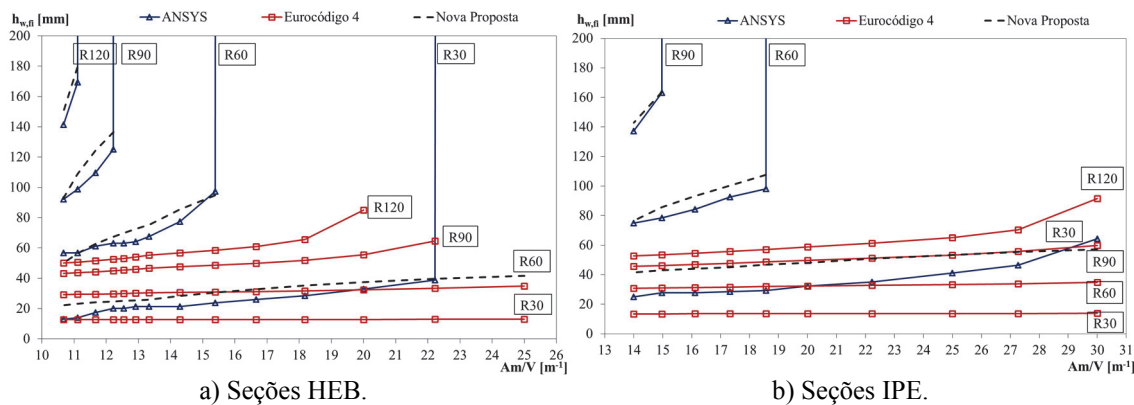 h_w,fi [mm] ANSYS Eurocódigo 4 Nova Proposta
200
180
160
140
120
100
80
60
40
20
0
R120 R90 R60 R30
R120
R90
R60
R30
10 11 12 13 14 15 16 17 18 19 20 21 22 23 24 25 26
Am/V [m⁻¹]
a) Seções HEB.
h_w,fi [mm] ANSYS Eurocódigo 4 Nova Proposta
200
180
160
140
120
100
80
60
40
20
0
R90 R60
R120
R30
R90
R60
R30
13 14 15 16 17 18 19 20 21 22 23 24 25 26 27 28 29 30 31
Am/V [m⁻¹]
b) Seções IPE.